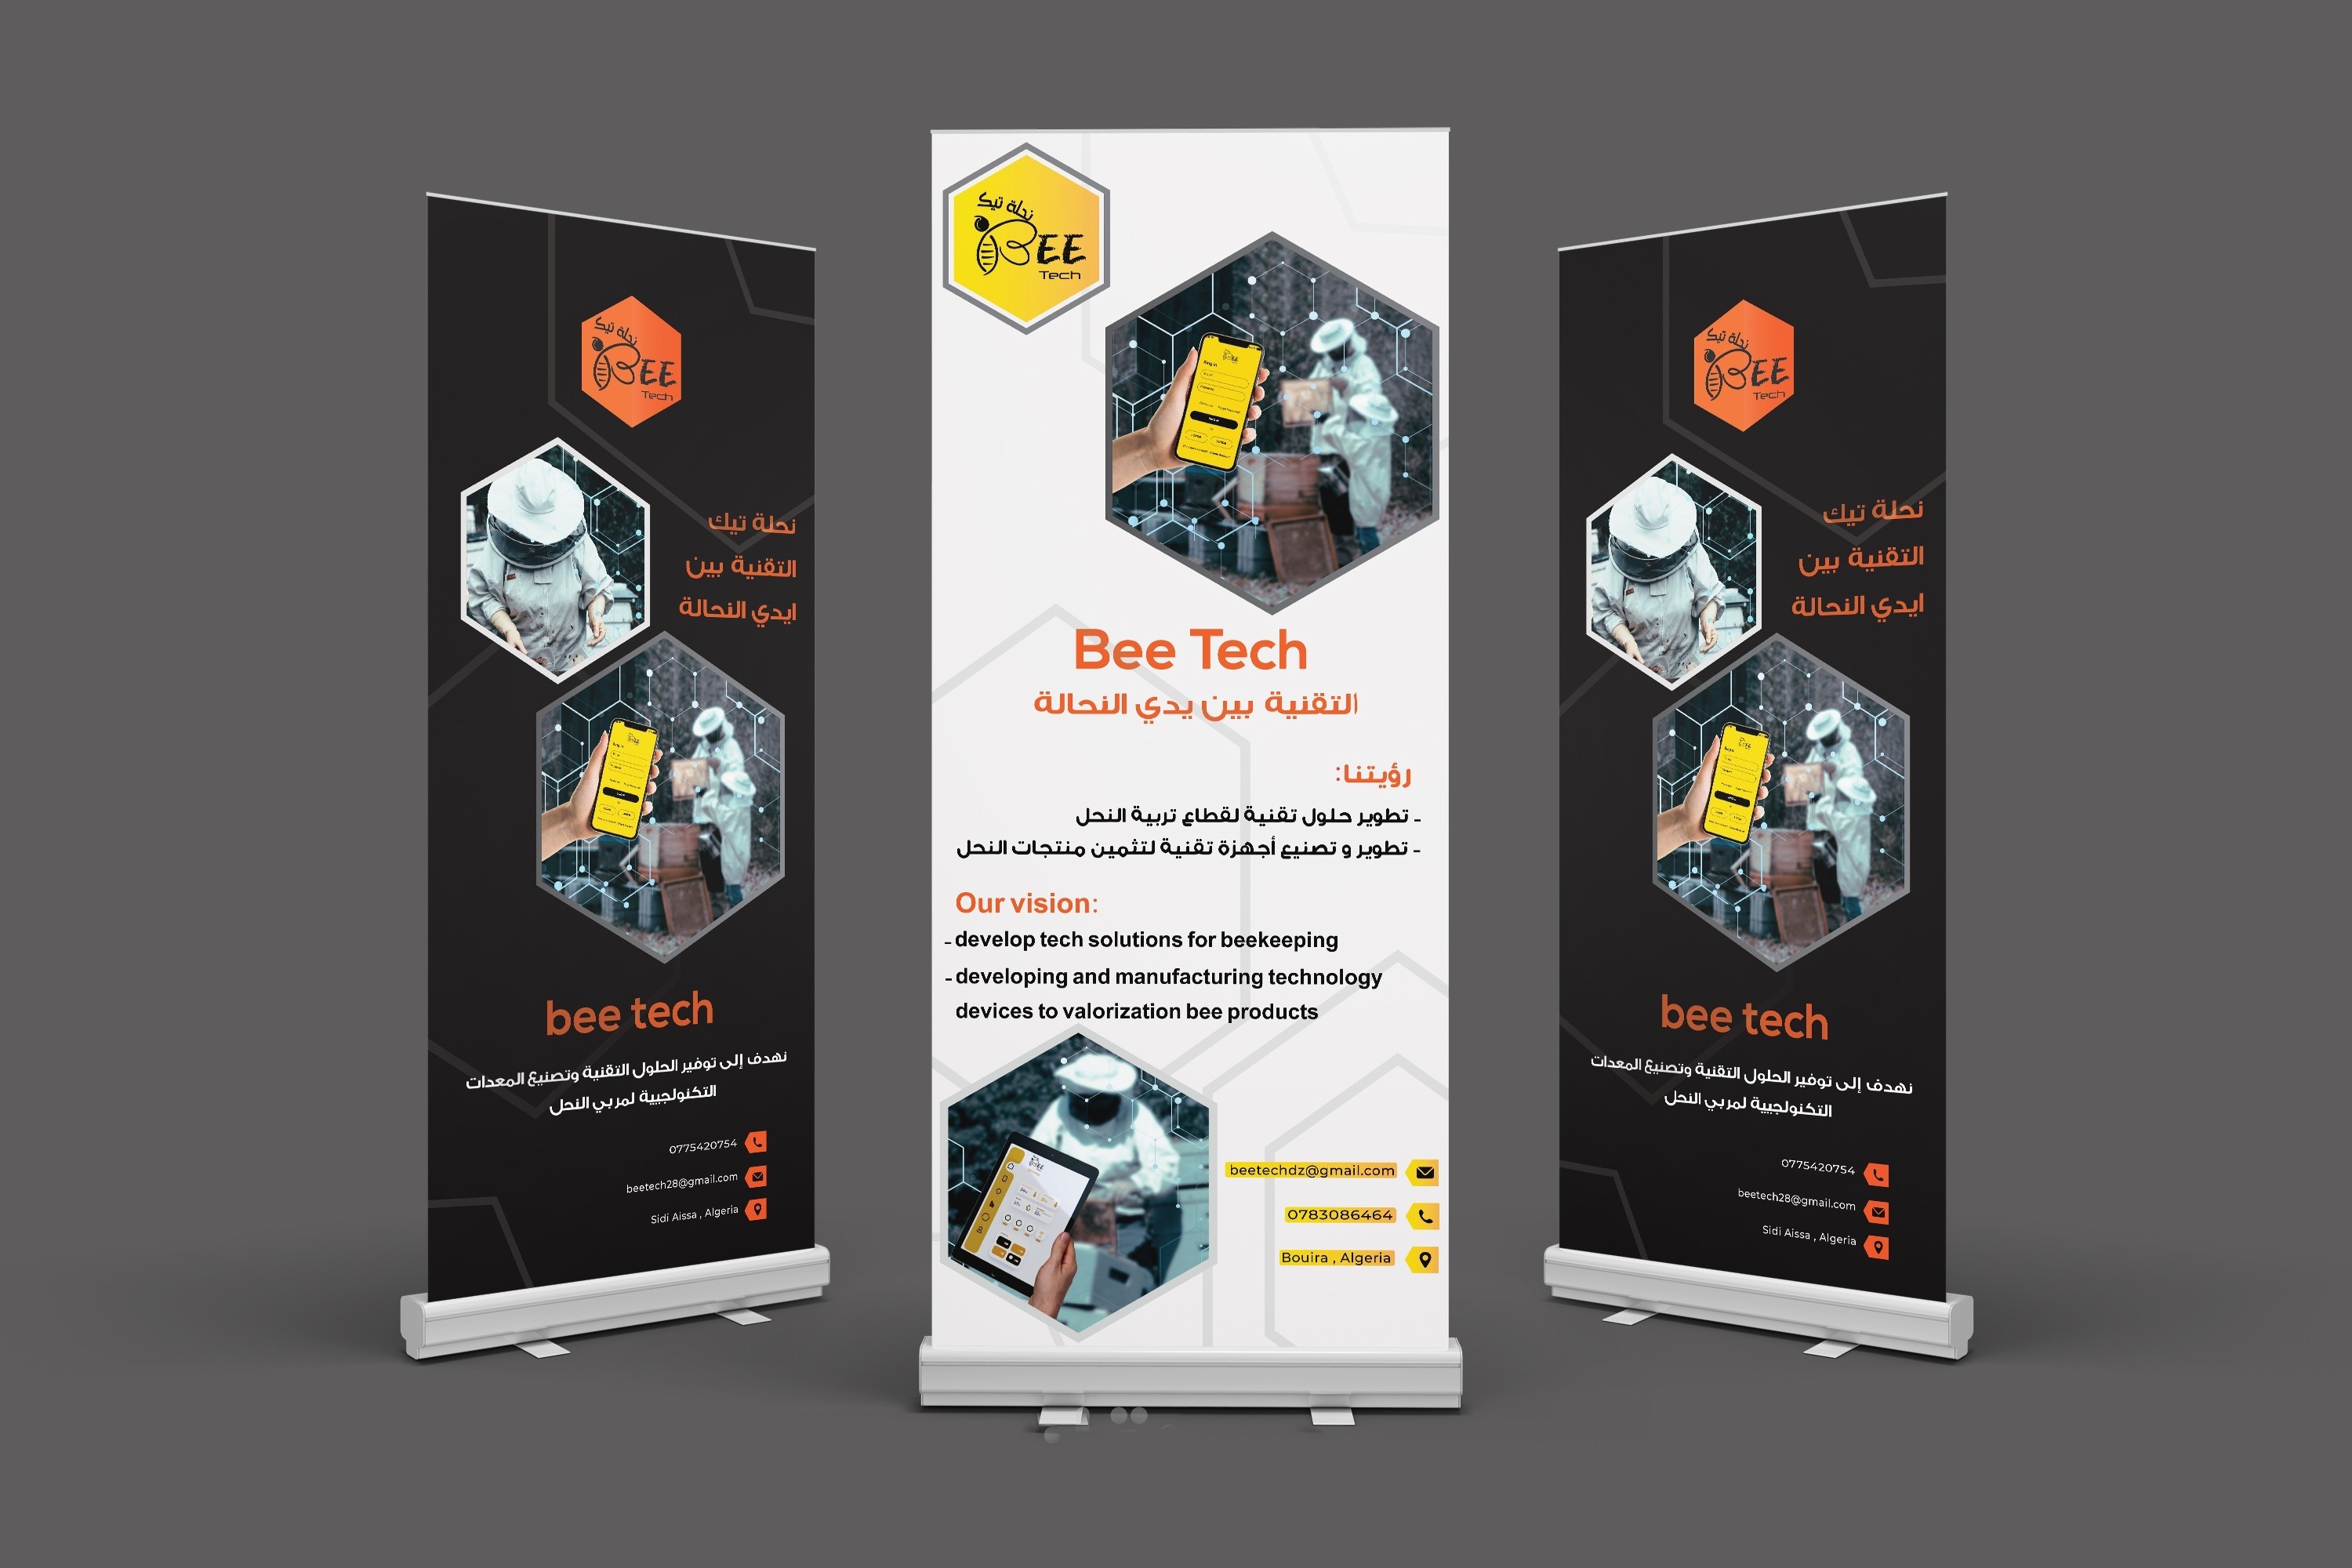 نحلة تيك
BEE
Tech
نحلة تيك
التقنية بين
ايدي النحالة
BEE
bee tech
نهدف إلى توفير الحلول التقنية وتصنيع المعدات
التكنولجيية لمربي النحل
0775420754
beetech28@gmail.com
Sidi Aissa , Algeria
نحلة تيك
BEE
Tech
BEE
Bee Tech
التقنية بين يدي النحالة
رؤيتنا:
- تطوير حلول تقنية لقطاع تربية النحل
- تطوير و تصنيع أجهزة تقنية لتثمين منتجات النحل
Our vision:
- develop tech solutions for beekeeping
- developing and manufacturing technology
devices to valorization bee products
BEE
beetechdz@gmail.com
0783086464
Bouira , Algeria
نحلة تيك
BEE
Tech
نحلة تيك
التقنية بين
ايدي النحالة
BEE
bee tech
نهدف إلى توفير الحلول التقنية وتصنيع المعدات
التكنولجيية لمربي النحل
0775420754
beetech28@gmail.com
Sidi Aissa , Algeria